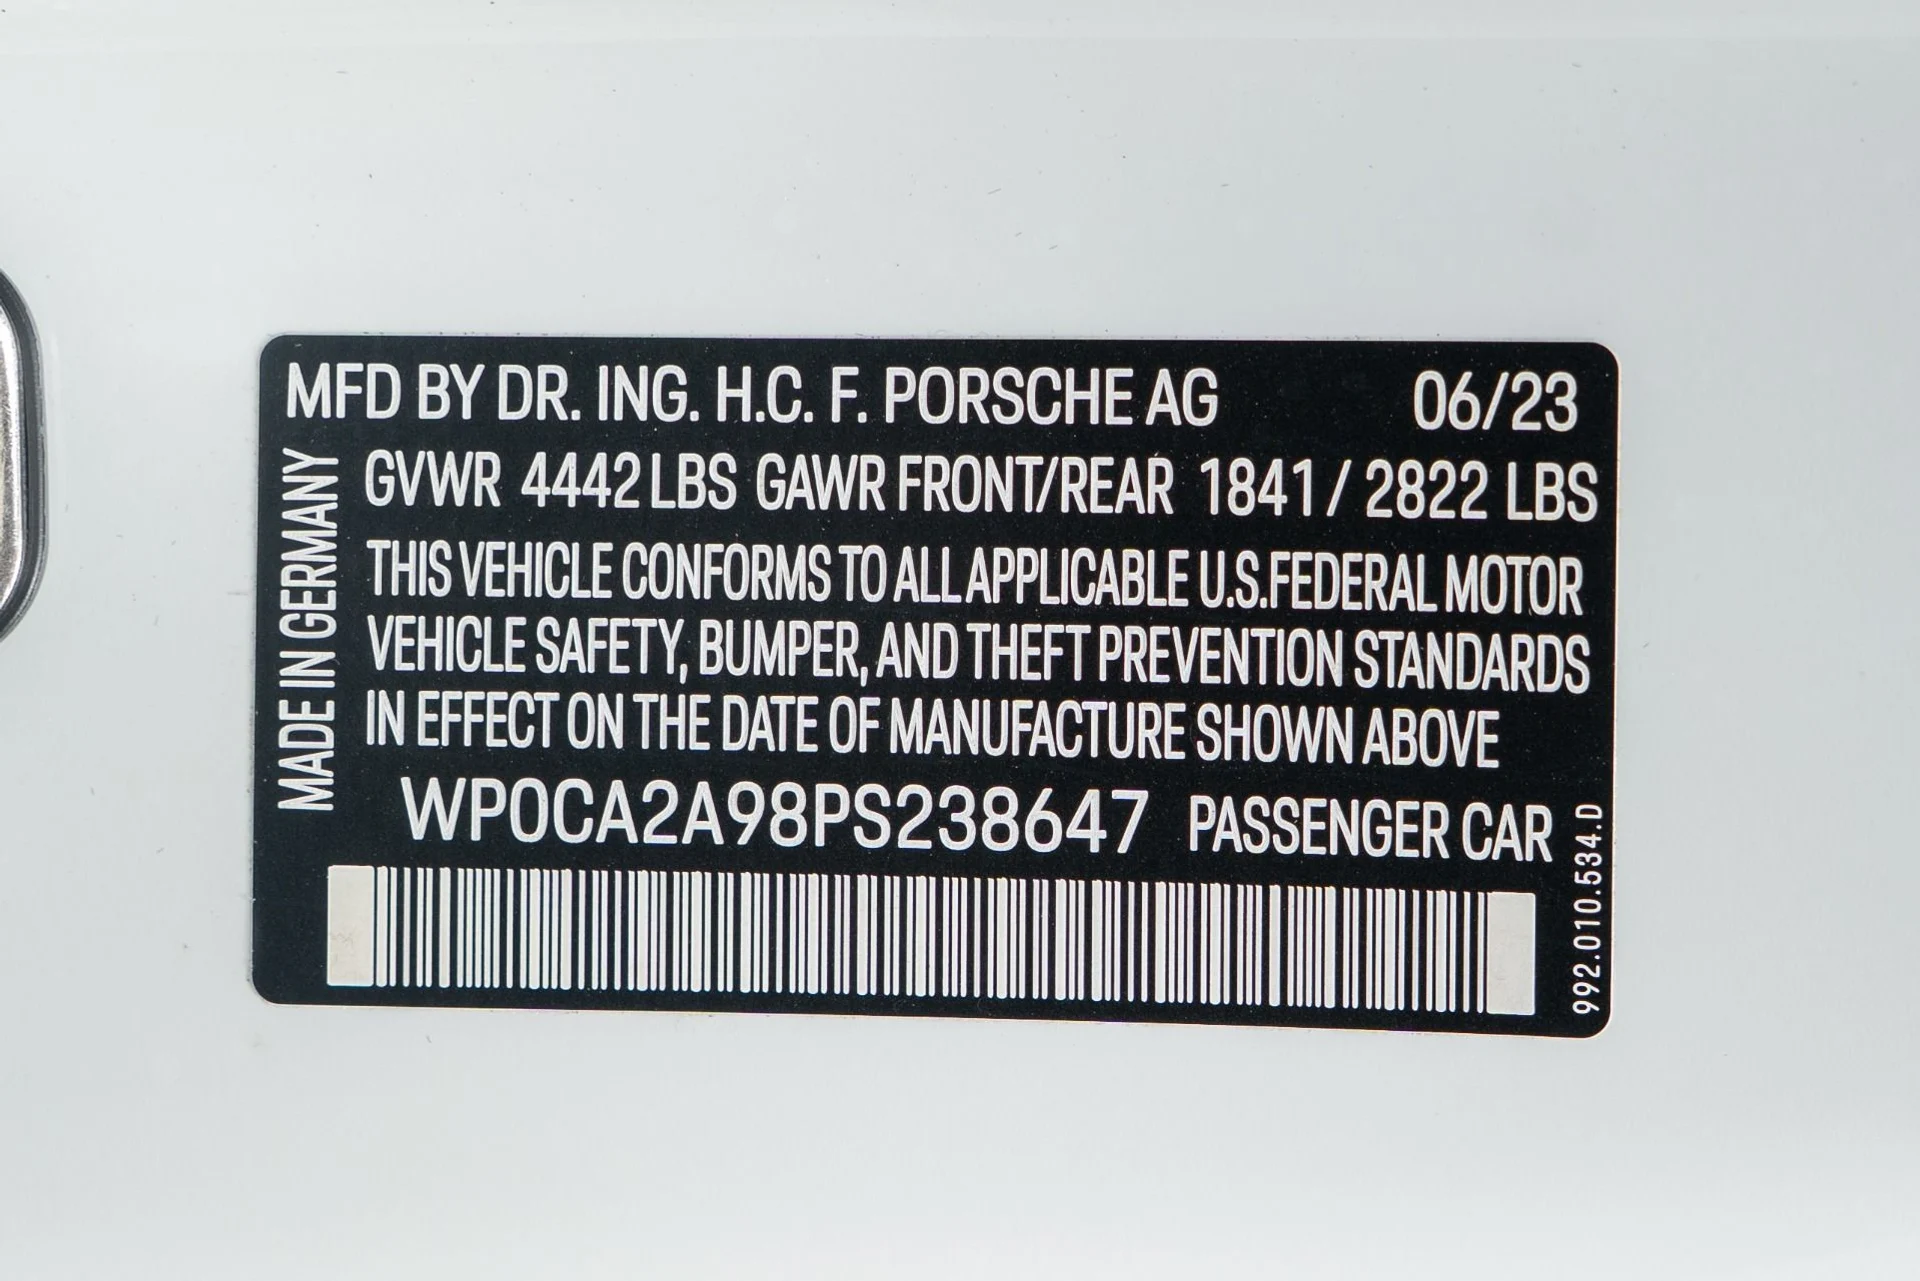 MFD BY DR. ING. H.C. F. PORSCHE AG 06/23
GVWR 4442 LBS GAWR FRONT/REAR 1841 / 2822 LBS
THIS VEHICLE CONFORMS TO ALL APPLICABLE U.S.FEDERAL MOTOR
VEHICLE SAFETY, BUMPER, AND THEFT PREVENTION STANDARDS
IN EFFECT ON THE DATE OF MANUFACTURE SHOWN ABOVE
WP0CA2A98PS238647 PASSENGER CAR
MADE IN GERMANY
992.010.534.D